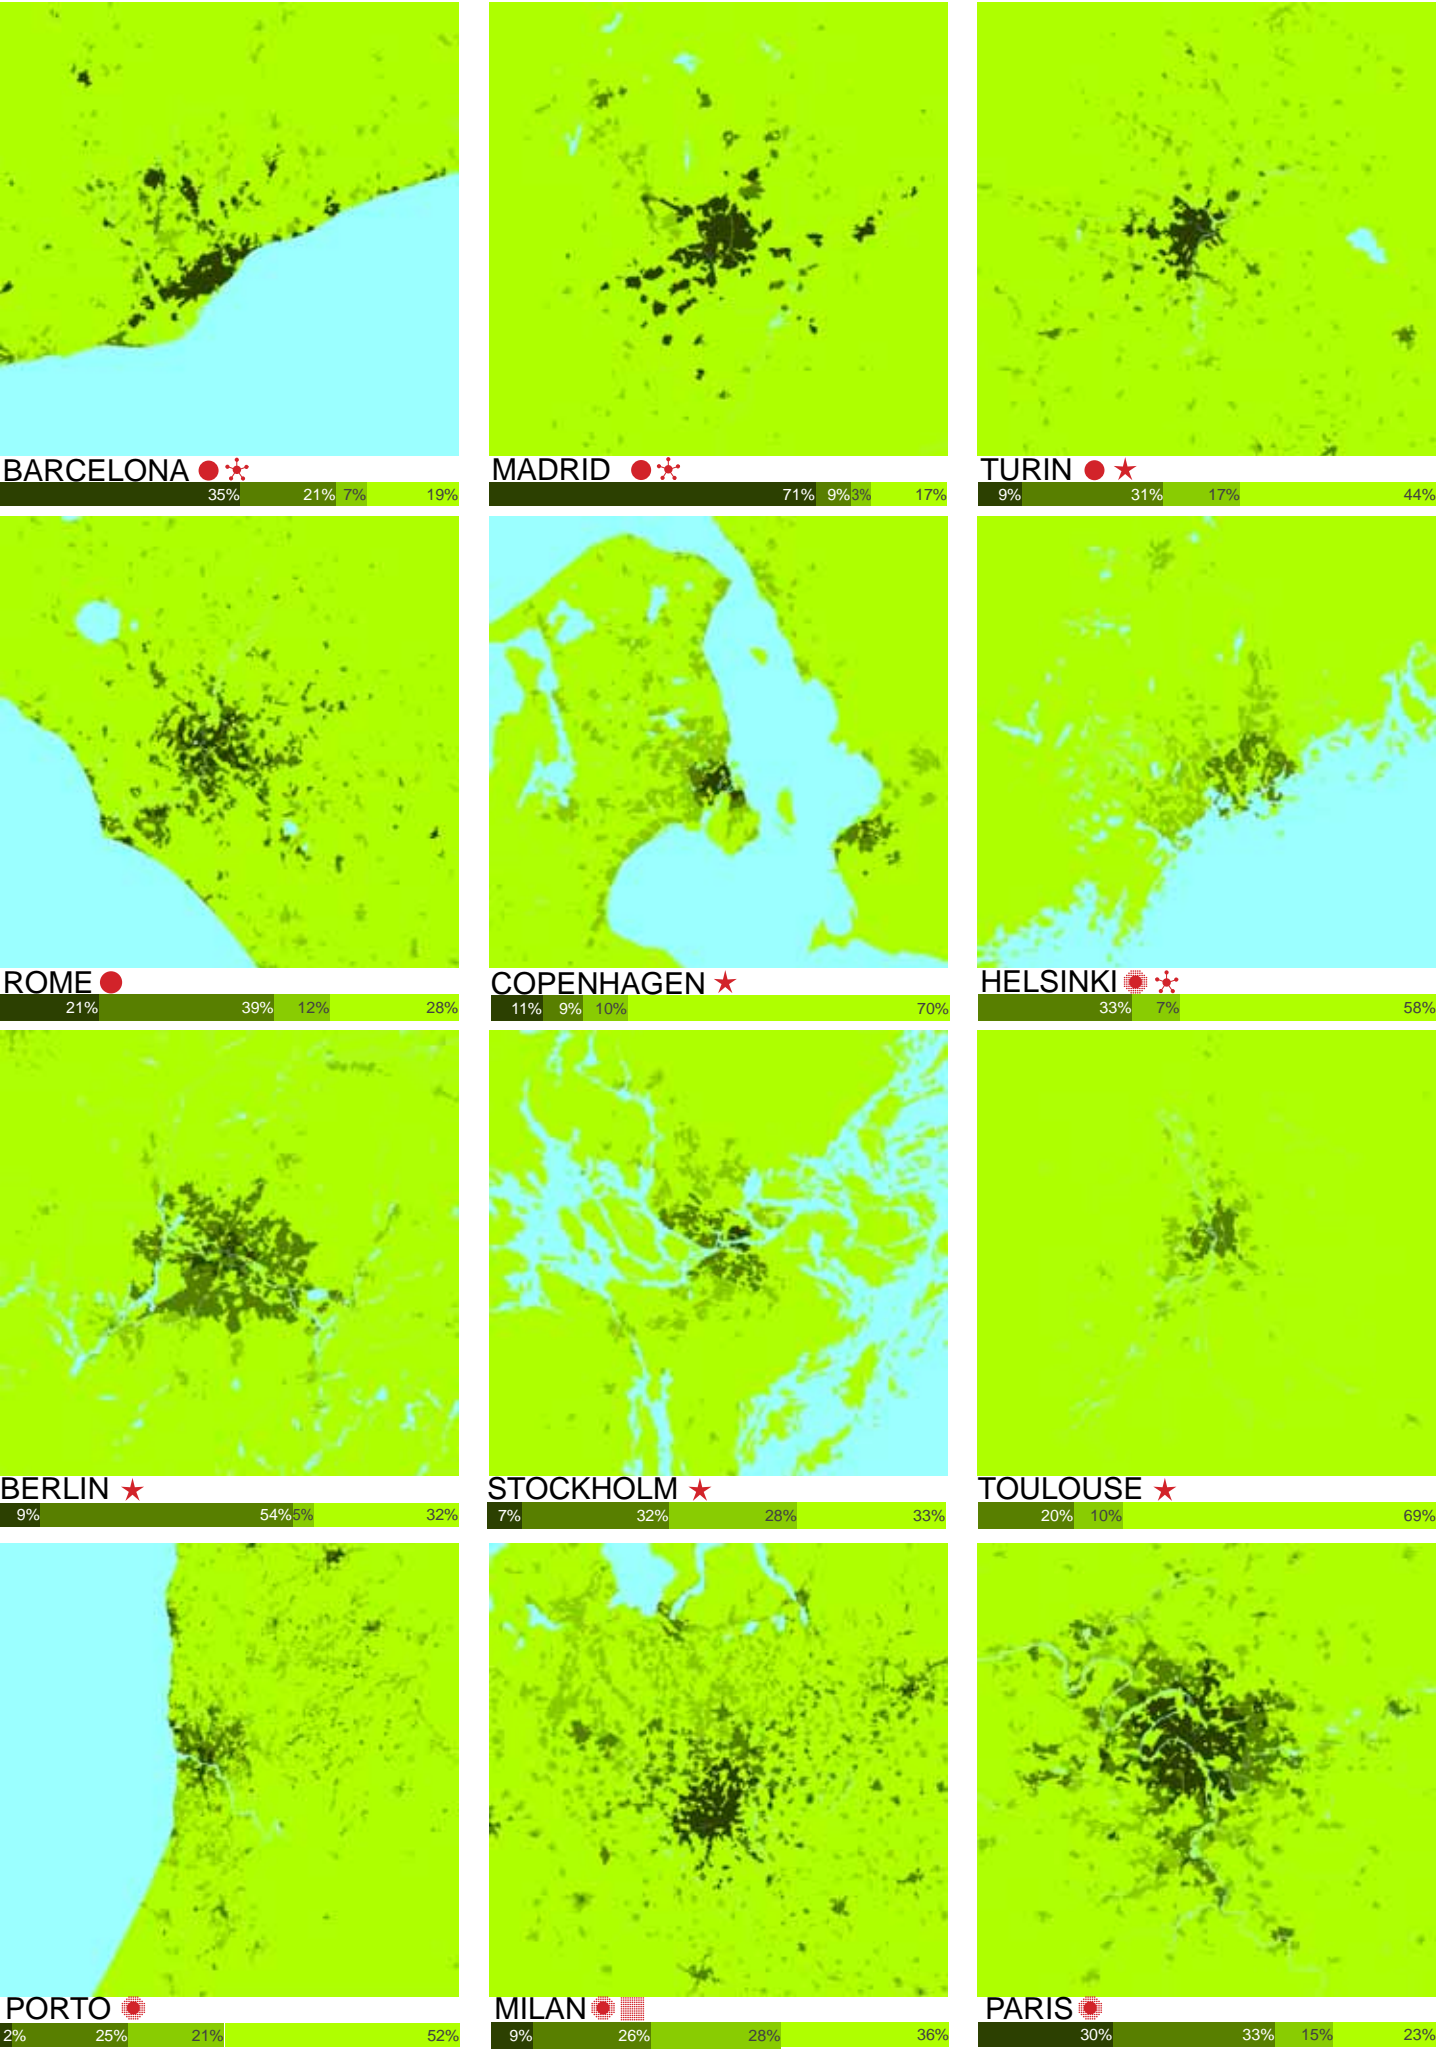 BARCELONA MADRID TURIN
35% 21% 7% 19% 71% 9% 3% 17% 9% 31% 17% 44%
ROME COPENHAGEN HELSINKI
21% 39% 12% 28% 11% 9% 10% 70% 33% 7% 58%
BERLIN STOCKHOLM TOULOUSE
9% 54% 5% 32% 7% 32% 28% 33% 20% 10% 69%
PORTO MILAN PARIS
2% 25% 21% 52% 9% 26% 28% 36% 30% 33% 15% 23%